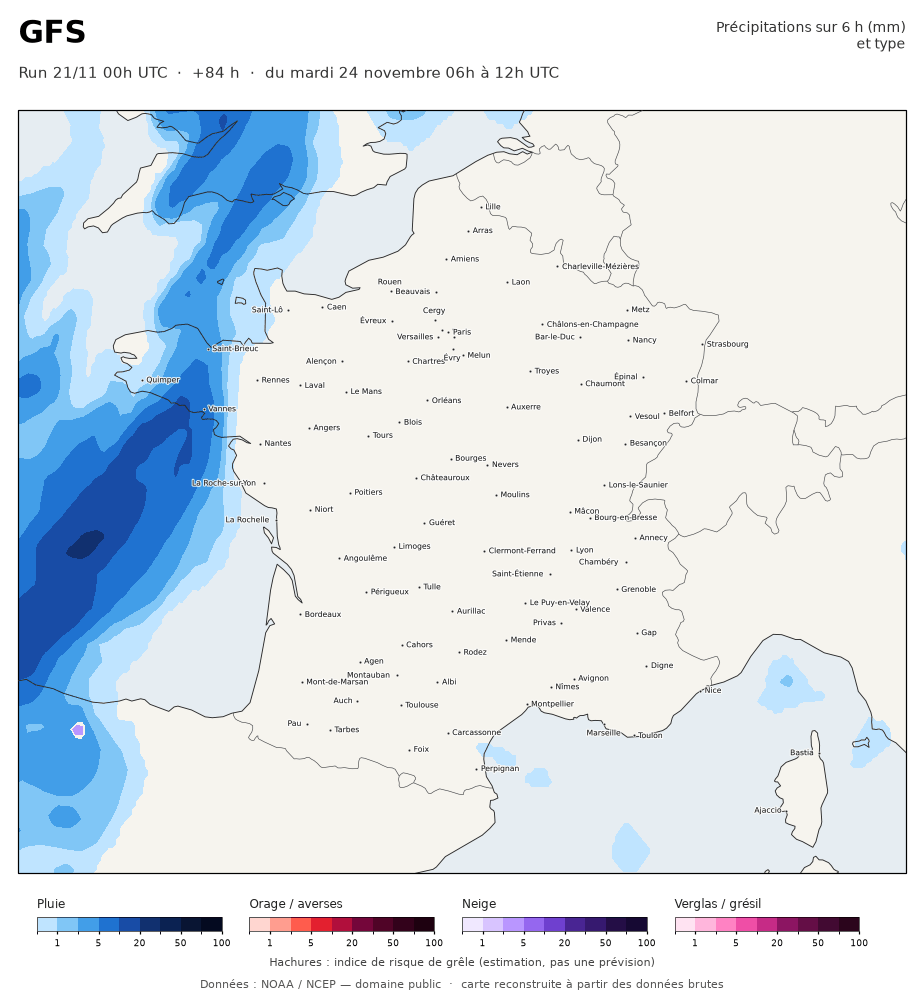 GFS
Précipitations sur 6 h (mm)
et type
Run 21/11 00h UTC · +84 h · du mardi 24 novembre 06h à 12h UTC
Lille
Arras
Amiens
Charleville-Mézières
Rouen
Beauvais
Laon
Saint-Lô
Caen
Cergy
Metz
Évreux
Châlons-en-Champagne
Versailles
Paris
Bar-le-Duc
Nancy
Strasbourg
Saint-Brieuc
Alençon
Chartres
Évry
Melun
Troyes
Épinal
Colmar
Quimper
Rennes
Laval
Le Mans
Chaumont
Orléans
Auxerre
Vannes
Vesoul
Belfort
Angers
Blois
Tours
Dijon
Besançon
Nantes
Bourges
Nevers
La Roche-sur-Yon
Châteauroux
Lons-le-Saunier
Poitiers
Moulins
Niort
Mâcon
Bourg-en-Bresse
La Rochelle
Guéret
Annecy
Limoges
Clermont-Ferrand
Lyon
Angoulême
Chambéry
Saint-Étienne
Périgueux
Tulle
Grenoble
Bordeaux
Aurillac
Le Puy-en-Velay
Valence
Privas
Gap
Cahors
Mende
Rodez
Agen
Digne
Montauban
Mont-de-Marsan
Albi
Avignon
Nîmes
Nice
Auch
Toulouse
Montpellier
Pau
Tarbes
Carcassonne
Marseille
Toulon
Foix
Bastia
Perpignan
Ajaccio
Pluie
Orage / averses
Neige
Verglas / grésil
1 5 20 50 100
1 5 20 50 100
1 5 20 50 100
1 5 20 50 100
Hachures : indice de risque de grêle (estimation, pas une prévision)
Données : NOAA / NCEP — domaine public · carte reconstruite à partir des données brutes